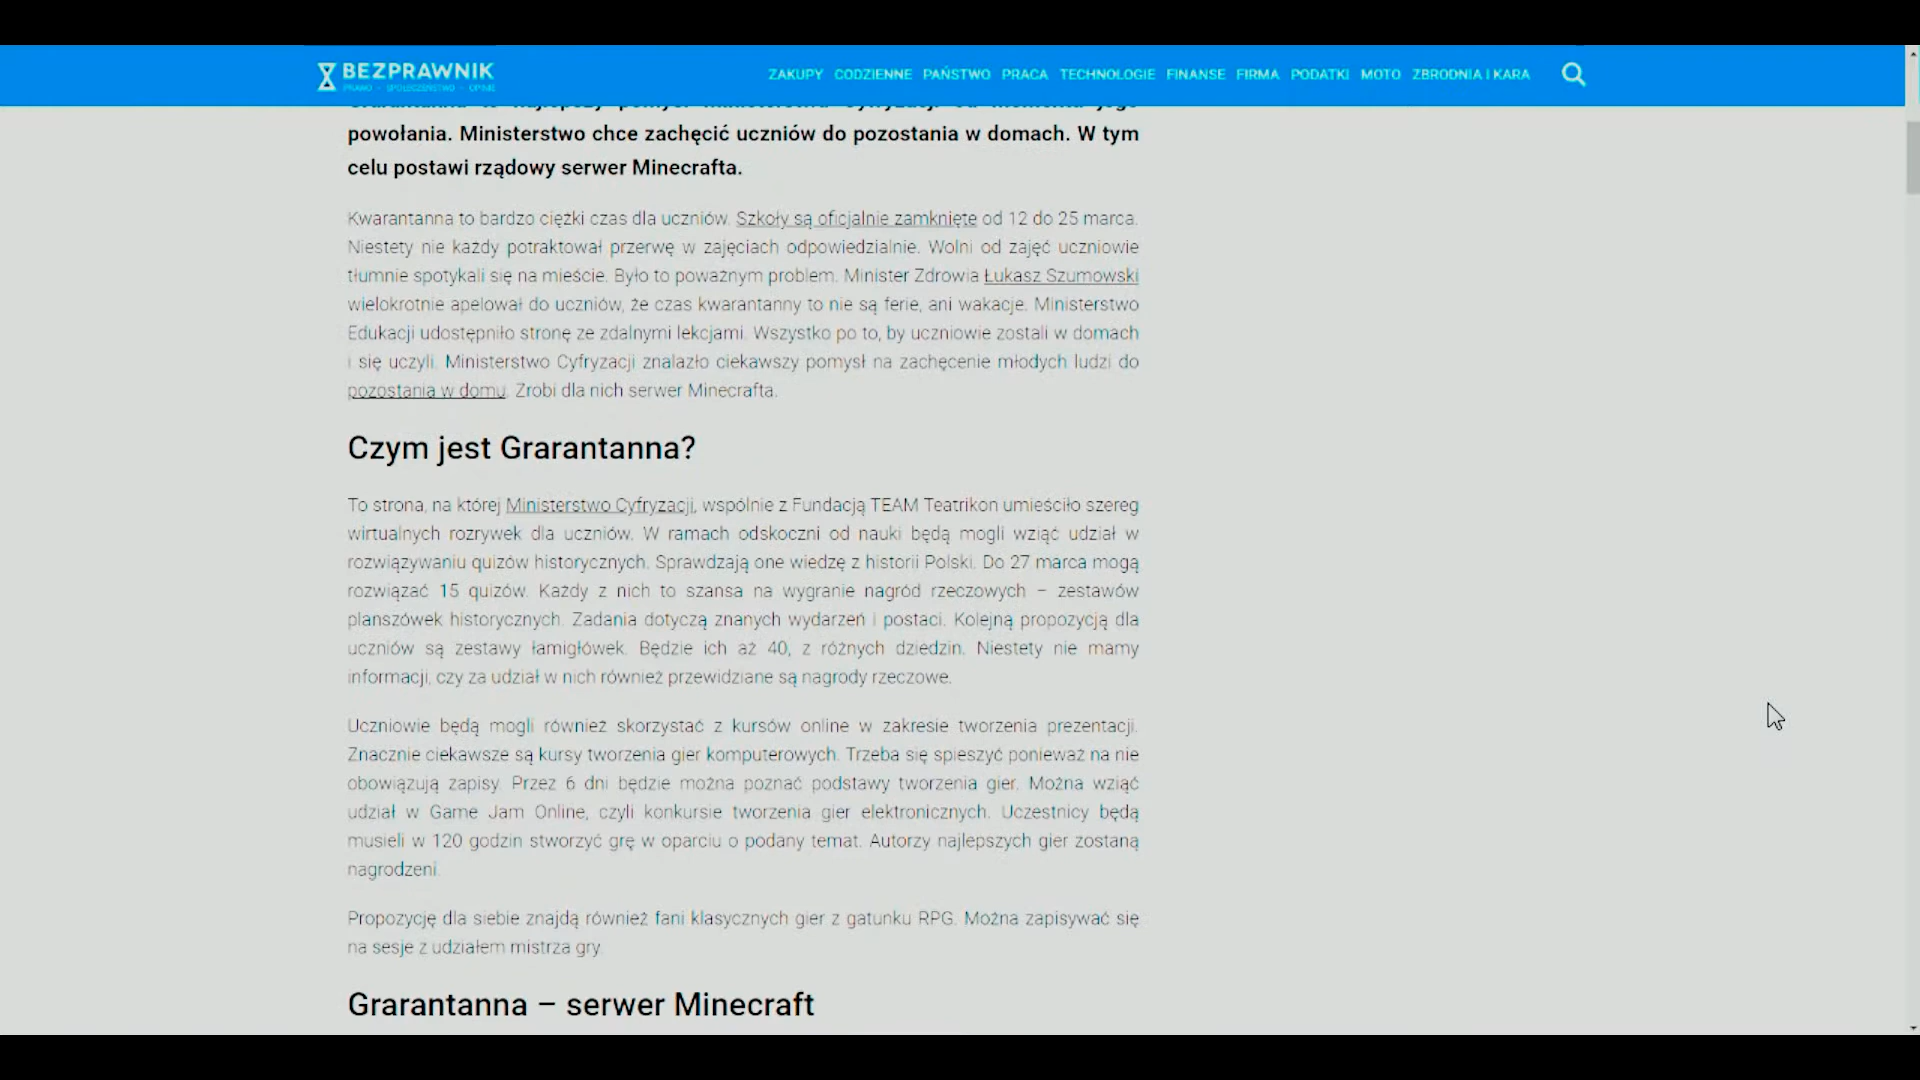 BEZPRAWNIK
PRAWO - SPOŁECZEŃSTWO - OPINIE
ZAKUPY CODZIENNE PAŃSTWO PRACA TECHNOLOGIE FINANSE FIRMA PODATKI MOTO ZBRODNIA I KARA
powołania. Ministerstwo chce zachęcić uczniów do pozostania w domach. W tym
celu postawi rządowy serwer Minecrafta.
Kwarantanna to bardzo ciężki czas dla uczniów. Szkoły są oficjalnie zamknięte od 12 do 25 marca.
Niestety nie każdy potraktował przerwę w zajęciach odpowiedzialnie. Wolni od zajęć uczniowie
tłumnie spotykali się na mieście. Było to poważnym problem. Minister Zdrowia Łukasz Szumowski
wielokrotnie apelował do uczniów, że czas kwarantanny to nie są ferie, ani wakacje. Ministerstwo
Edukacji udostępniło stronę ze zdalnymi lekcjami. Wszystko po to, by uczniowie zostali w domach
i się uczyli. Ministerstwo Cyfryzacji znalazło ciekawszy pomysł na zachęcenie młodych ludzi do
pozostania w domu. Zrobi dla nich serwer Minecrafta.
Czym jest Grarantanna?
To strona, na której Ministerstwo Cyfryzacji, wspólnie z Fundacją TEAM Teatrikon umieściło szereg
wirtualnych rozrywek dla uczniów. W ramach odskoczni od nauki będą mogli wziąć udział w
rozwiązywaniu quizów historycznych. Sprawdzają one wiedzę z historii Polski. Do 27 marca mogą
rozwiązać 15 quizów. Każdy z nich to szansa na wygranie nagród rzeczowych – zestawów
planszówek historycznych. Zadania dotyczą znanych wydarzeń i postaci. Kolejną propozycją dla
uczniów są zestawy łamigłówek. Będzie ich aż 40, z różnych dziedzin. Niestety nie mamy
informacji, czy za udział w nich również przewidziane są nagrody rzeczowe.
Uczniowie będą mogli również skorzystać z kursów online w zakresie tworzenia prezentacji.
Znacznie ciekawsze są kursy tworzenia gier komputerowych. Trzeba się spieszyć ponieważ na nie
obowiązują zapisy. Przez 6 dni będzie można poznać podstawy tworzenia gier. Można wziąć
udział w Game Jam Online, czyli konkursie tworzenia gier elektronicznych. Uczestnicy będą
musieli w 120 godzin stworzyć grę w oparciu o podany temat. Autorzy najlepszych gier zostaną
nagrodzeni.
Propozycję dla siebie znajdą również fani klasycznych gier z gatunku RPG. Można zapisywać się
na sesje z udziałem mistrza gry.
Grarantanna – serwer Minecraft